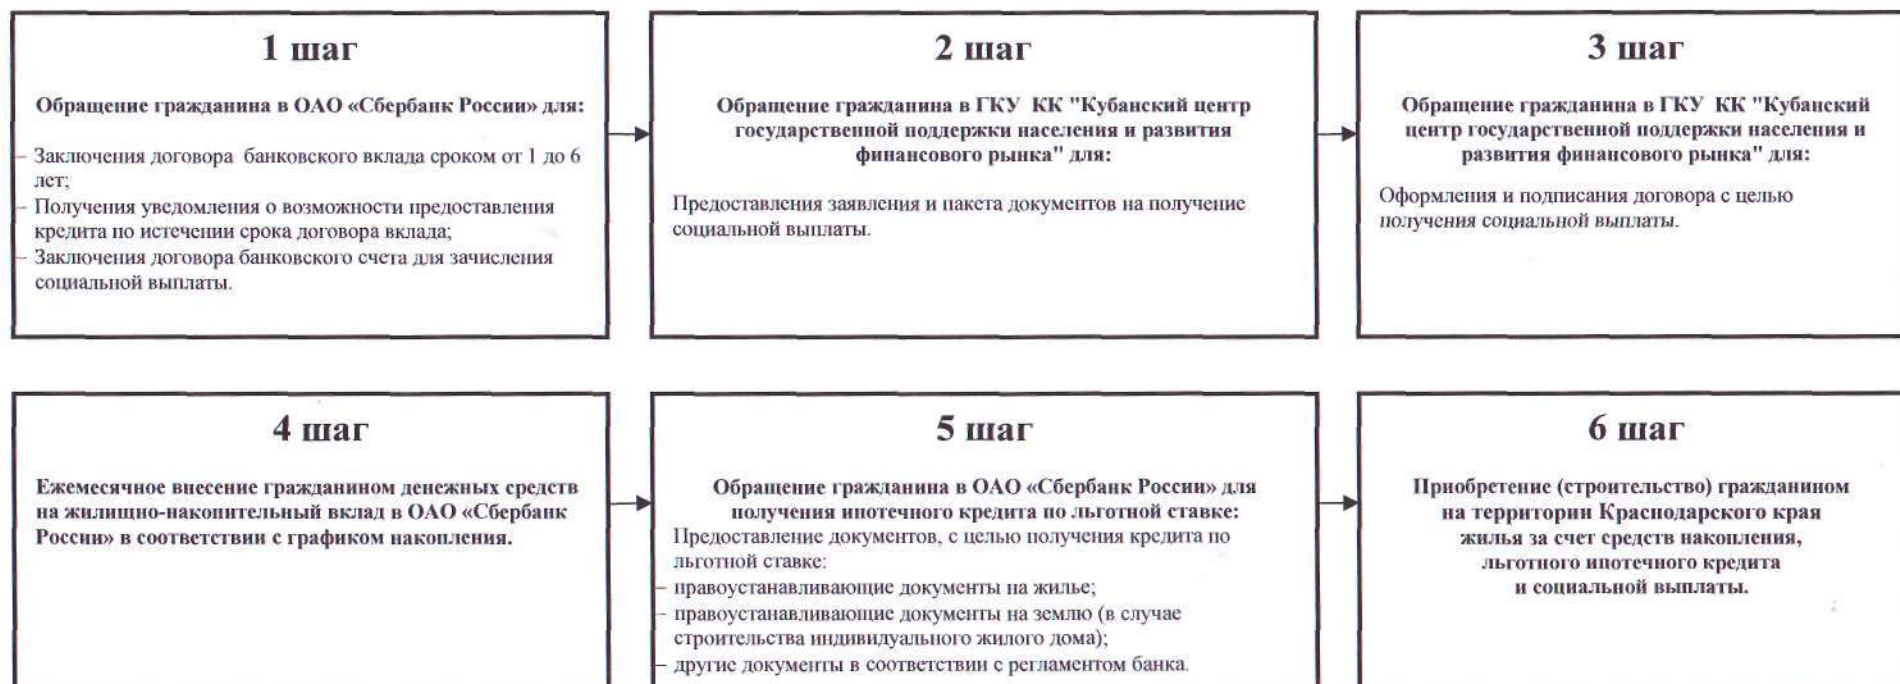 1 шаг
Обращение гражданина в ОАО «Сбербанк России» для:
– Заключения договора банковского вклада сроком от 1 до 6
лет;
– Получения уведомления о возможности предоставления
кредита по истечении срока договора вклада;
– Заключения договора банковского счета для зачисления
социальной выплаты.
2 шаг
Обращение гражданина в ГКУ КК "Кубанский центр
государственной поддержки населения и развития
финансового рынка" для:
Предоставления заявления и пакета документов на получение
социальной выплаты.
3 шаг
Обращение гражданина в ГКУ КК "Кубанский
центр государственной поддержки населения и
развития финансового рынка" для:
Оформления и подписания договора с целью
получения социальной выплаты.
4 шаг
Ежемесячное внесение гражданином денежных средств
на жилищно-накопительный вклад в ОАО «Сбербанк
России» в соответствии с графиком накопления.
5 шаг
Обращение гражданина в ОАО «Сбербанк России» для
получения ипотечного кредита по льготной ставке:
Предоставление документов, с целью получения кредита по
льготной ставке:
– правоустанавливающие документы на жилье;
– правоустанавливающие документы на землю (в случае
строительства индивидуального жилого дома);
– другие документы в соответствии с регламентом банка.
6 шаг
Приобретение (строительство) гражданином
на территории Краснодарского края
жилья за счет средств накопления,
льготного ипотечного кредита
и социальной выплаты.